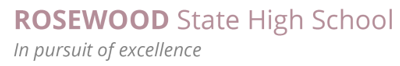 ROSEWOOD State High School
In pursuit of excellence